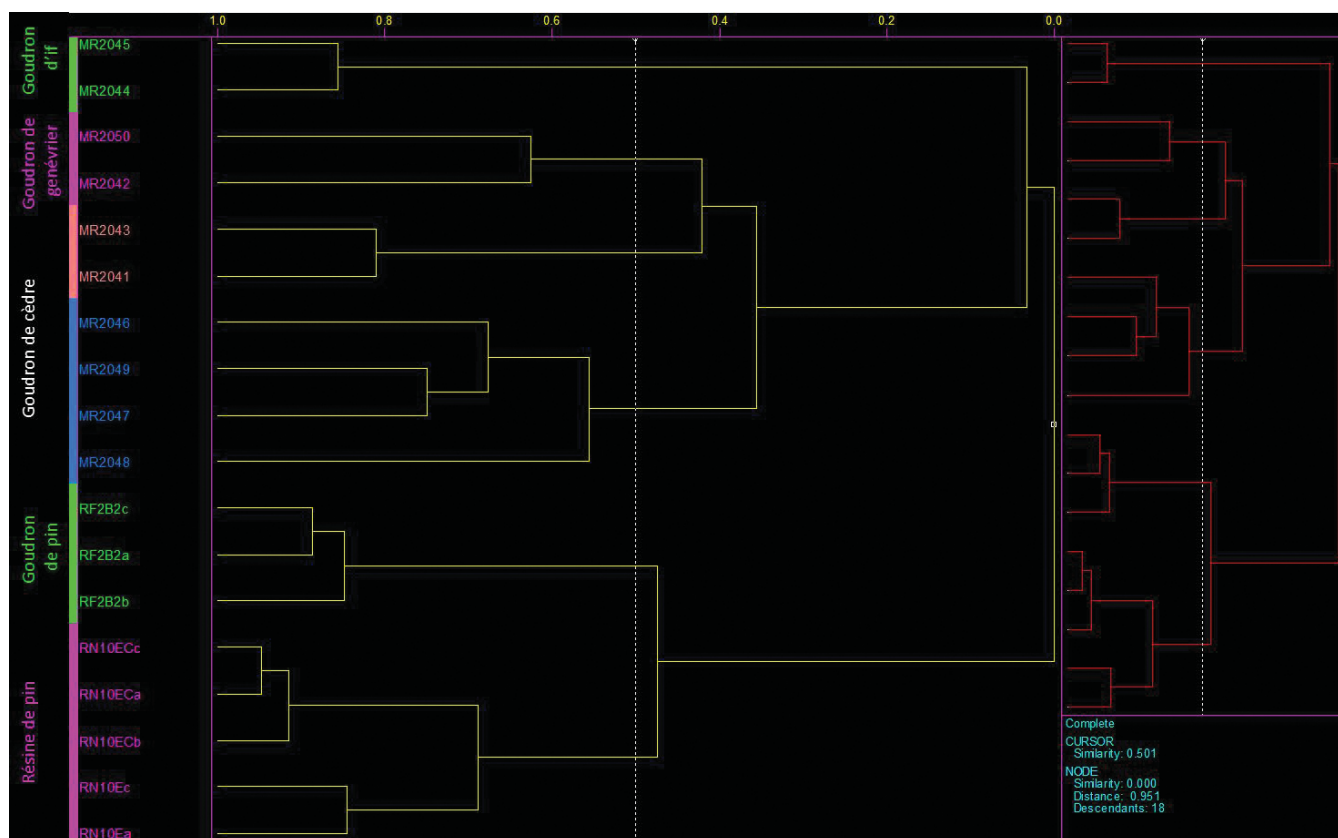 1.0 0.8 0.6 0.4 0.2 0.0
Goudron
d'if
MR2045
MR2044
Goudron de
genévrier
MR2050
MR2042
Goudron de cèdre
MR2043
MR2041
MR2046
MR2049
MR2047
MR2048
Goudron
de pin
RF2B2c
RF2B2a
RF2B2b
Résine de pin
RN10ECc
RN10ECa
RN10ECb
RN10Ec
RN10Ea
Complete
CURSOR
Similarity: 0.501
NODE
Similarity: 0.000
Distance: 0.951
Descendants: 18